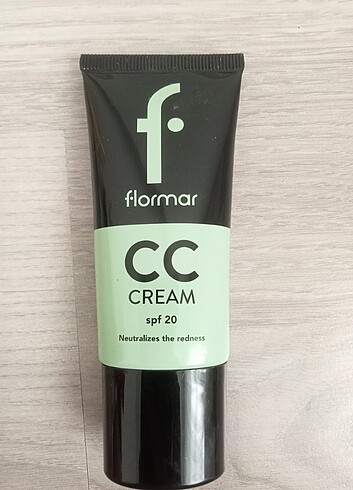 f
flormar
CC
CREAM
spf 20
Neutralizes the redness